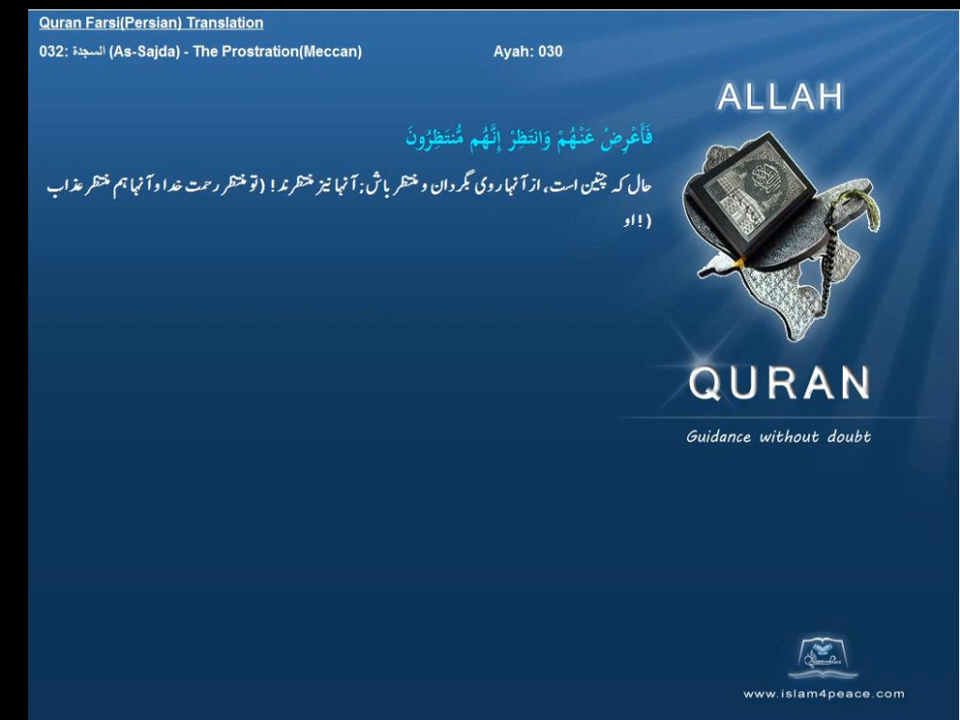 Quran Farsi(Persian) Translation
032: السجدة (As-Sajda) - The Prostration(Meccan) Ayah: 030
ALLAH
فَأَعْرِضْ عَنْهُمْ وَانتَظِرْ إِنَّهُم مُّنتَظِرُونَ
حال که چنین است، از آنها روی بگردان و منتظر باش؛ آنها نیز منتظرند! (تو منتظر رحمت خدا و آنها هم منتظر عذاب
او!)
QURAN
Guidance without doubt
www.islam4peace.com